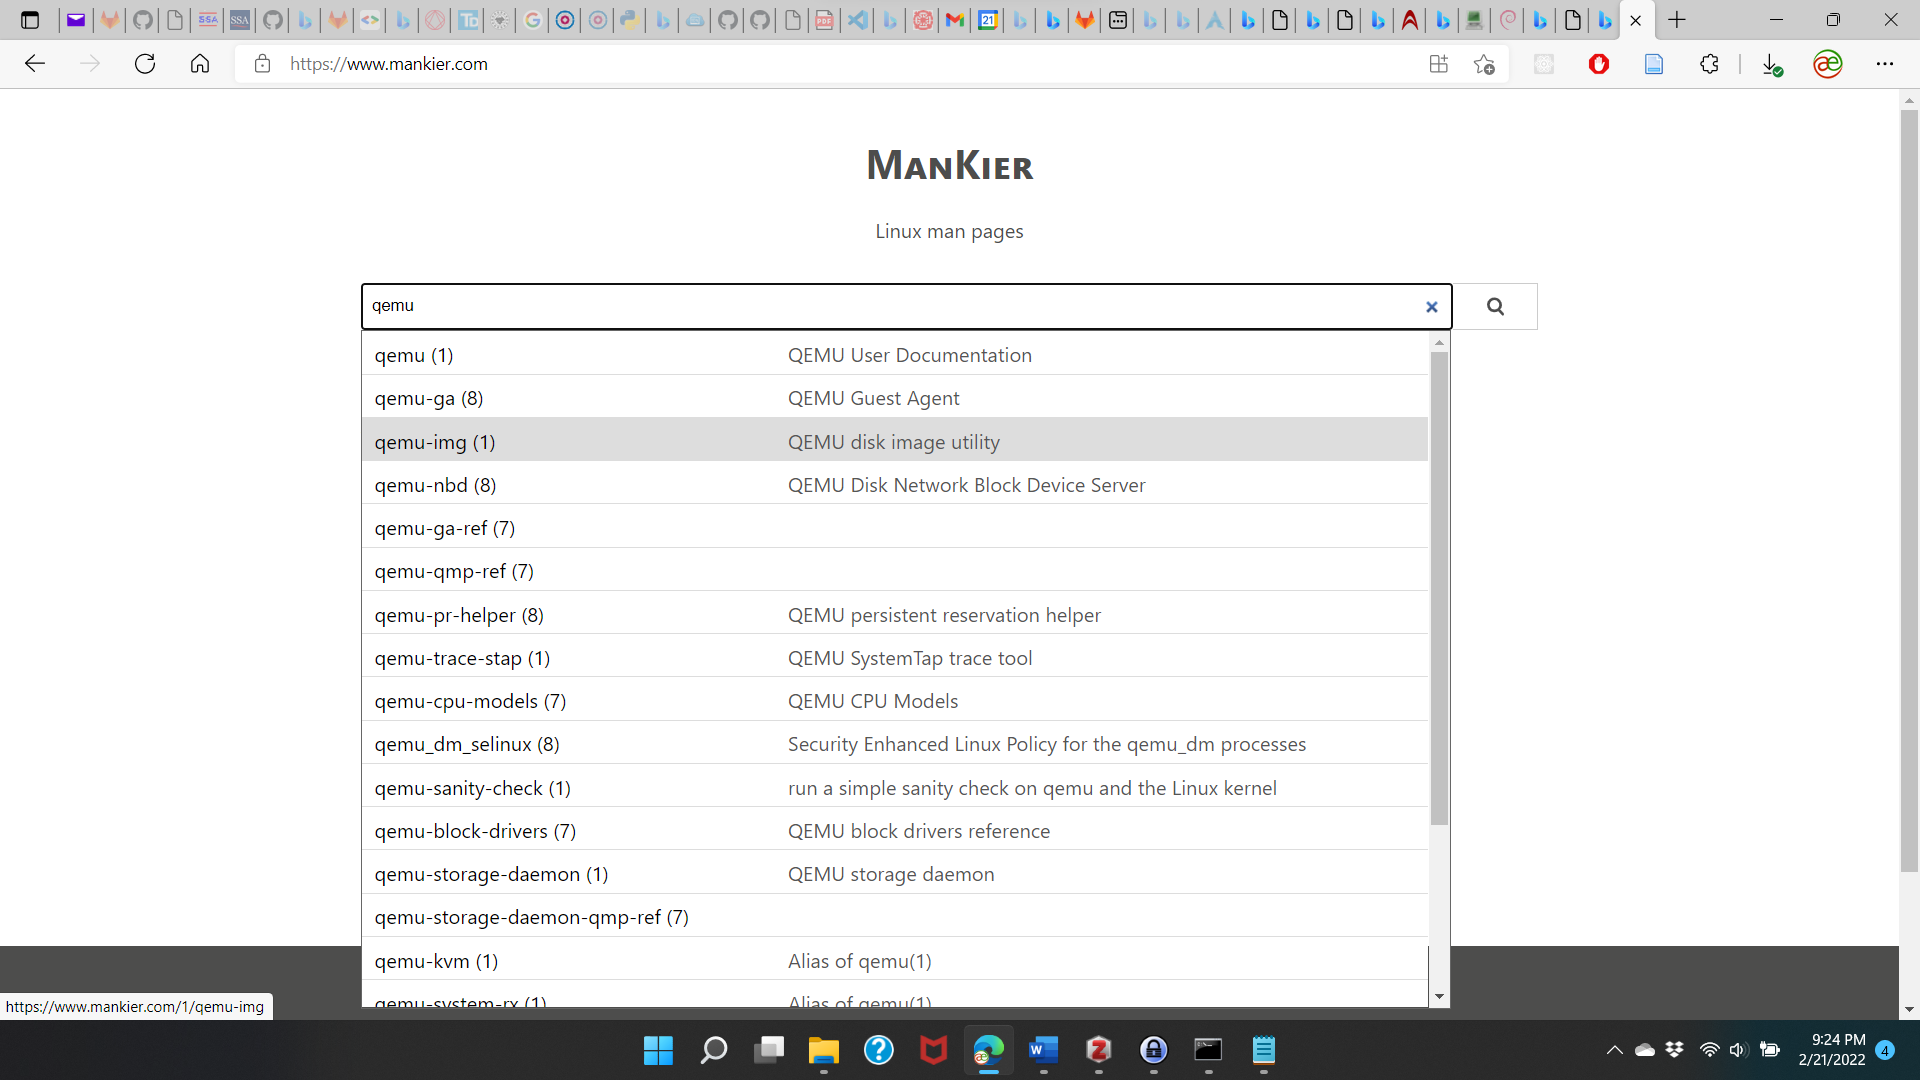 https://www.mankier.com
MANKIER
Linux man pages
qemu
qemu (1) QEMU User Documentation
qemu-ga (8) QEMU Guest Agent
qemu-img (1) QEMU disk image utility
qemu-nbd (8) QEMU Disk Network Block Device Server
qemu-ga-ref (7)
qemu-qmp-ref (7)
qemu-pr-helper (8) QEMU persistent reservation helper
qemu-trace-stap (1) QEMU SystemTap trace tool
qemu-cpu-models (7) QEMU CPU Models
qemu_dm_selinux (8) Security Enhanced Linux Policy for the qemu_dm processes
qemu-sanity-check (1) run a simple sanity check on qemu and the Linux kernel
qemu-block-drivers (7) QEMU block drivers reference
qemu-storage-daemon (1) QEMU storage daemon
qemu-storage-daemon-qmp-ref (7)
qemu-kvm (1) Alias of qemu(1)
qemu-system-rx (1) Alias of qemu(1)
https://www.mankier.com/1/qemu-img
9:24 PM
2/21/2022
4